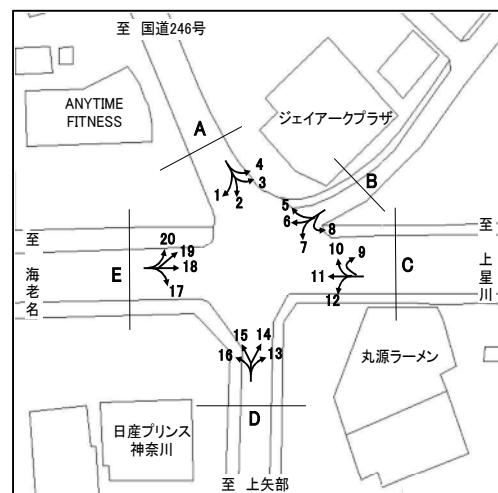 至 国道246号
ANYTIME
FITNESS
ジェイアークプラザ
A
B
4
3
1
2
5
6
7
8
至
海老名
E
20
19
18
17
10
9
11
12
C
至
上星川
15
14
16
13
D
丸源ラーメン
日産プリンス
神奈川
至 上矢部